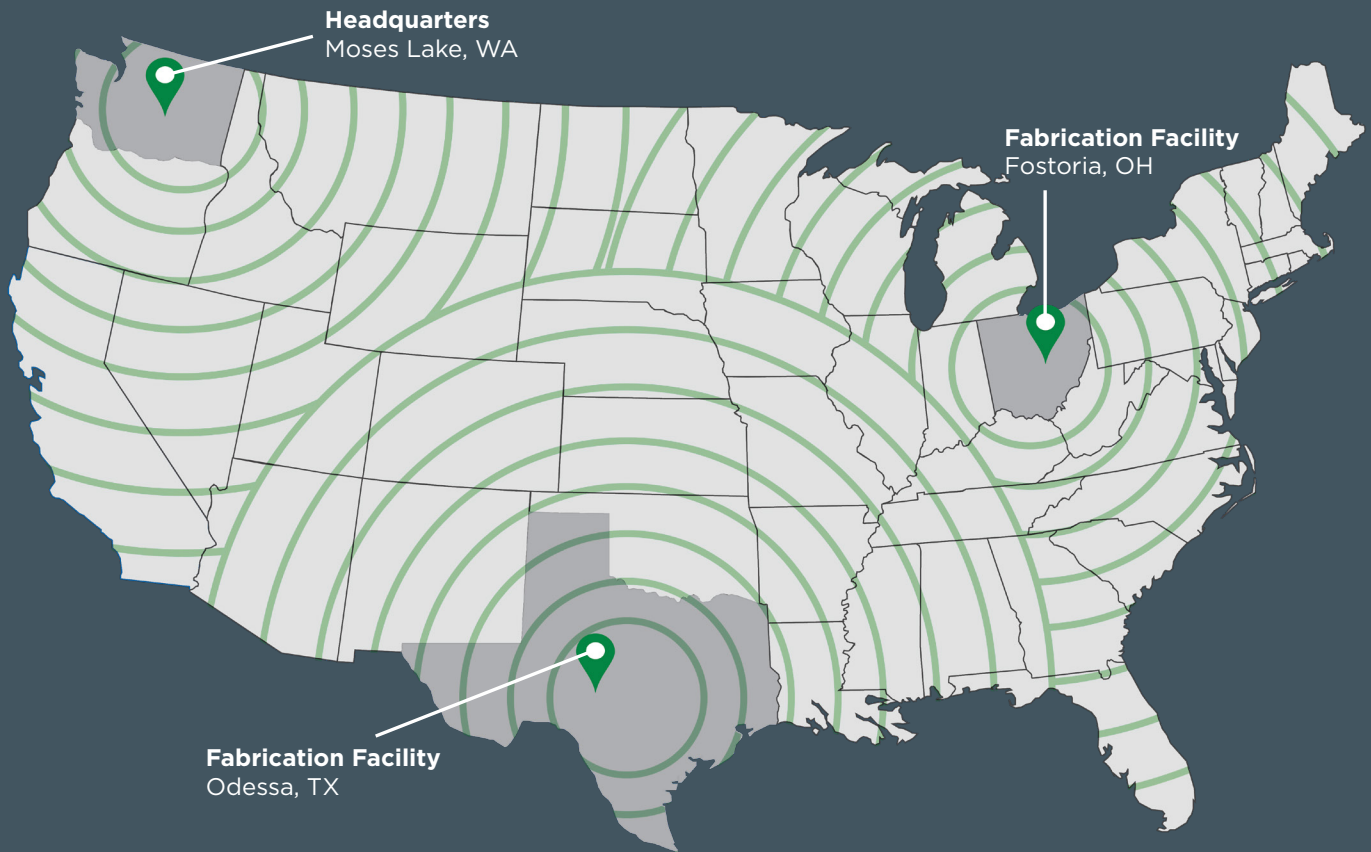 Headquarters
Moses Lake, WA
Fabrication Facility
Fostoria, OH
Fabrication Facility
Odessa, TX